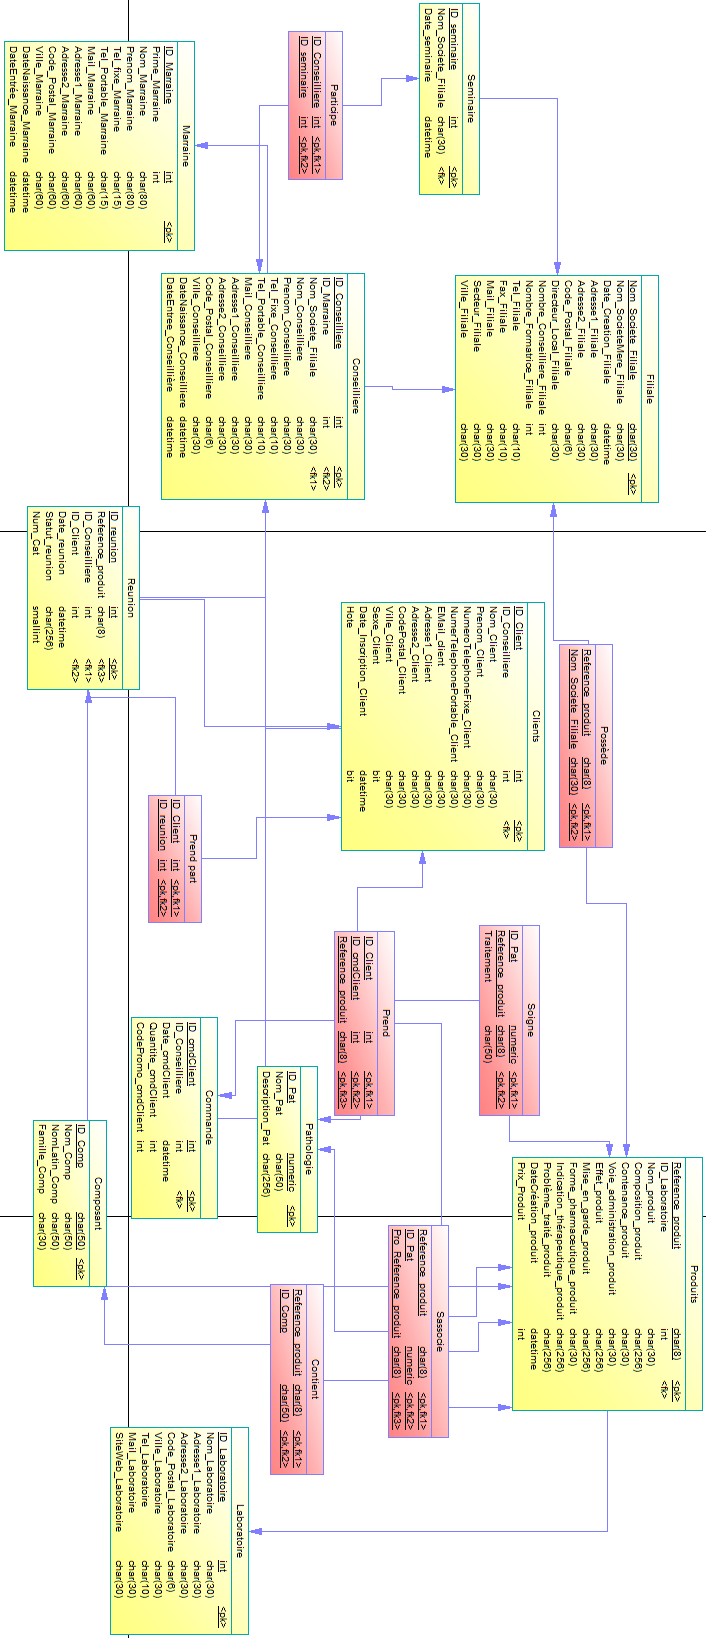 Seminaire
ID_seminaire int <pk>
Nom_Societe_Filiale char(30) <fk>
Date_seminaire datetime
Filiale
Nom_Societe_Filiale char(30) <pk>
Nom_SocieteMere_Filiale char(30)
Date_Creation_Filiale datetime
Adresse1_Filiale char(30)
Adresse2_Filiale char(30)
Code_Postal_Filiale char(6)
Directeur_Local_Filiale char(30)
Nombre_Conseilliere_Filiale int
Nombre_Formatrice_Filiale int
Tel_Filiale char(10)
Fax_Filiale char(10)
Mail_Filiale char(30)
Secteur_Filiale char(30)
Ville_Filiale char(30)
Possède
Reference_produit char(8) <pk,fk1>
Nom_Societe_Filiale char(30) <pk,fk2>
Produits
Reference_produit char(8) <pk>
ID_Laboratoire int <fk>
Nom_produit char(30)
Composition_produit char(256)
Contenance_produit char(30)
Voie_administration_produit char(30)
Effet_produit char(256)
Mise_en_garde_produit char(256)
Forme_pharmaceutique_produit char(30)
Indication_thérapeutique_produit char(256)
Problème_traité_produit char(256)
DateCréation_produit datetime
Prix_Produit int
Participe
ID_Conseilliere int <pk,fk1>
ID_seminaire int <pk,fk2>
Conseilliere
ID_Conseilliere int <pk>
ID_Marraine int <fk2>
Nom_Societe_Filiale char(30) <fk1>
Nom_Conseilliere char(30)
Prenom_Conseilliere char(30)
Tel_Fixe_Conseilliere char(10)
Tel_Portable_Conseilliere char(10)
Mail_Conseilliere char(30)
Adresse1_Conseilliere char(30)
Adresse2_Conseilliere char(30)
Code_Postal_Conseilliere char(6)
Ville_Conseilliere char(30)
DateNaissance_Conseilliere datetime
DateEntree_Conseillière datetime
Clients
ID_Client int <pk>
ID_Conseilliere int <fk>
Nom_Client char(30)
Prenom_Client char(30)
NumeroTelephoneFixe_Client char(30)
NumerTelephonePortable_Client char(30)
EMail_client char(30)
Adresse1_Client char(30)
Adresse2_Client char(30)
CodePostal_Client char(30)
Ville_Client char(30)
Sexe_Client bit
Date_Inscription_Client datetime
Hote bit
Soigne
ID_Pat numeric <pk,fk1>
Reference_produit char(8) <pk,fk2>
Traitement char(50)
Prend
ID_Client int <pk,fk1>
ID_cmdClient int <pk,fk2>
Reference_produit char(8) <pk,fk3>
Sassocie
Reference_produit char(8) <pk,fk1>
ID_Pat numeric <pk,fk2>
Pro_Reference_produit char(8) <pk,fk3>
Marraine
ID_Marraine int <pk>
Prime_Marraine int
Nom_Marraine char(80)
Prenom_Marraine char(80)
Tel_fixe_Marraine char(15)
Tel_Portable_Marraine char(15)
Mail_Marraine char(60)
Adresse1_Marraine char(60)
Adresse2_Marraine char(60)
Code_Postal_Marraine char(60)
Ville_Marraine char(60)
DateNaissance_Marraine datetime
DateEntrée_Marraine datetime
Reunion
ID_reunion int <pk>
Reference_produit char(8) <fk3>
ID_Conseilliere int <fk1>
ID_Client int <fk2>
Date_reunion datetime
Statut_reunion char(256)
Num_Cat smallint
Prend part
ID_Client int <pk,fk1>
ID_reunion int <pk,fk2>
Pathologie
ID_Pat numeric <pk>
Nom_Pat char(50)
Description_Pat char(256)
Commande
ID_cmdClient int <pk>
ID_Conseilliere int <fk>
Date_cmdClient datetime
Quantite_cmdClient int
CodePromo_cmdClient int
Contient
Reference_produit char(8) <pk,fk1>
ID_Comp char(50) <pk,fk2>
Composant
ID_Comp char(50) <pk>
Nom_Comp char(50)
NomLatin_Comp char(50)
Famille_Comp char(30)
Laboratoire
ID_Laboratoire int <pk>
Nom_Laboratoire char(30)
Adresse1_Laboratoire char(30)
Adresse2_Laboratoire char(30)
Code_Postal_Laboratoire char(6)
Ville_Laboratoire char(30)
Tel_Laboratoire char(10)
Mail_Laboratoire char(30)
SiteWeb_Laboratoire char(30)